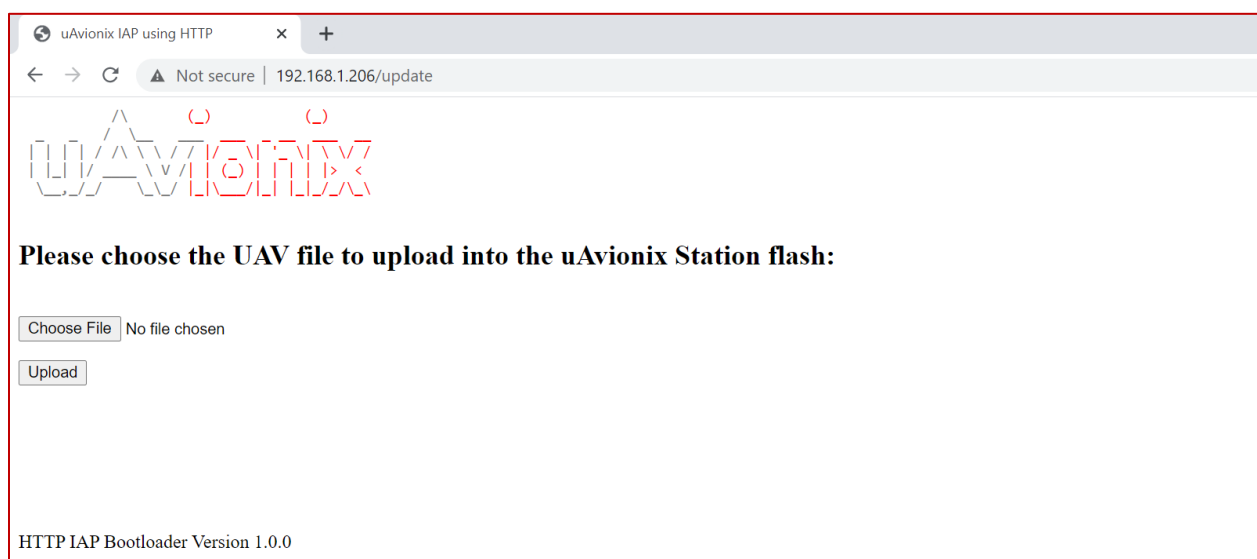 uAvionix IAP using HTTP
Not secure | 192.168.1.206/update
uAvionix
Please choose the UAV file to upload into the uAvionix Station flash:
Choose File No file chosen
Upload
HTTP IAP Bootloader Version 1.0.0